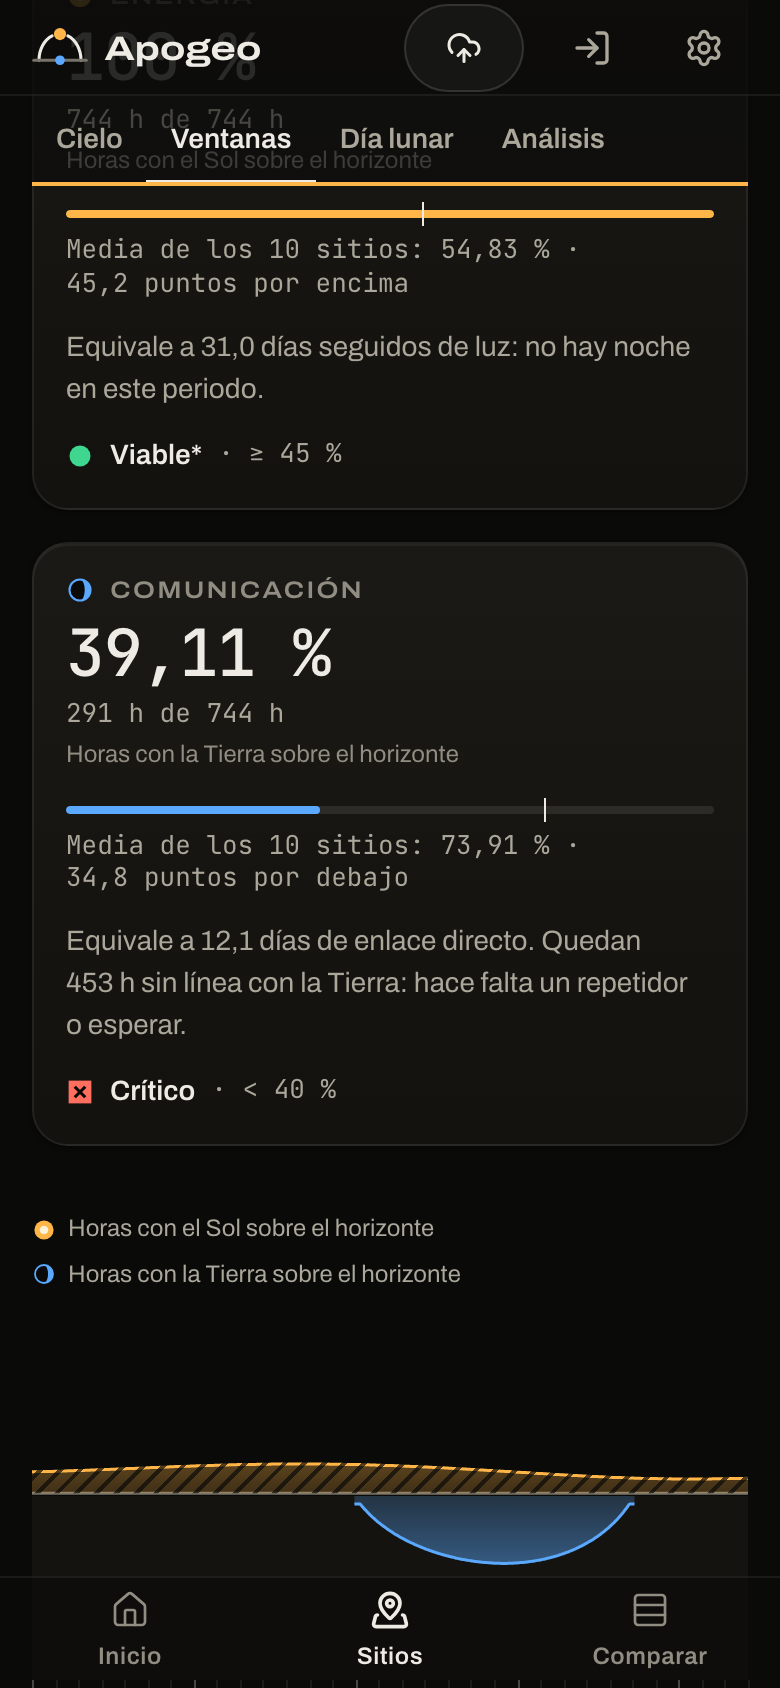 ENERGÍA
Apogeo
100 %
744 h de 744 h
Cielo Ventanas Día lunar Análisis
Horas con el Sol sobre el horizonte
Media de los 10 sitios: 54,83 % ·
45,2 puntos por encima
Equivale a 31,0 días seguidos de luz: no hay noche
en este periodo.
Viable* · ≥ 45 %
COMUNICACIÓN
39,11 %
291 h de 744 h
Horas con la Tierra sobre el horizonte
Media de los 10 sitios: 73,91 % ·
34,8 puntos por debajo
Equivale a 12,1 días de enlace directo. Quedan
453 h sin línea con la Tierra: hace falta un repetidor
o esperar.
Crítico · < 40 %
Horas con el Sol sobre el horizonte
Horas con la Tierra sobre el horizonte
Inicio Sitios Comparar